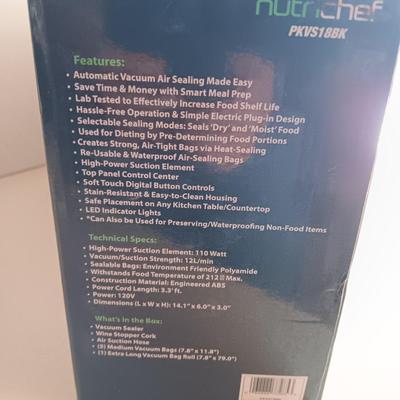 nutrichef
PKVS18BK
Features:
• Automatic Vacuum Air Sealing Made Easy
• Save Time & Money with Smart Meal Prep
• Lab Tested to Effectively Increase Food Shelf Life
• Hassle-Free Operation & Simple Electric Plug-in Design
• Selectable Sealing Modes: Seals 'Dry' and 'Moist' Food
• Used for Dieting by Pre-Determining Food Portions
• Creates Strong, Air-Tight Bags via Heat-Sealing
• Re-Usable & Waterproof Air-Sealing Bags
• High-Power Suction Element
• Top Panel Control Center
• Soft Touch Digital Button Controls
• Stain-Resistant & Easy-to-Clean Housing
• Safe Placement on Any Kitchen Table/Countertop
• LED Indicator Lights
• *Can Also be Used for Preserving/Waterproofing Non-Food Items
Technical Specs:
• High-Power Suction Element: 110 Watt
• Vacuum/Suction Strength: 12L/min
• Sealable Bags: Environment Friendly Polyamide
• Withstands Food Temperature of 212 Max.
• Construction Material: Engineered ABS
• Power Cord Length: 3.3' ft.
• Power: 120V
• Dimensions (L x W x H): 14.1" x 6.0" x 3.0"
What's in the Box:
• Vacuum Sealer
• Wine Stopper Cork
• Air Suction Hose
• (5) Medium Vacuum Bags (7.8" x 11.8")
• (1) Extra Long Vacuum Bag Roll (7.8" x 79.0")